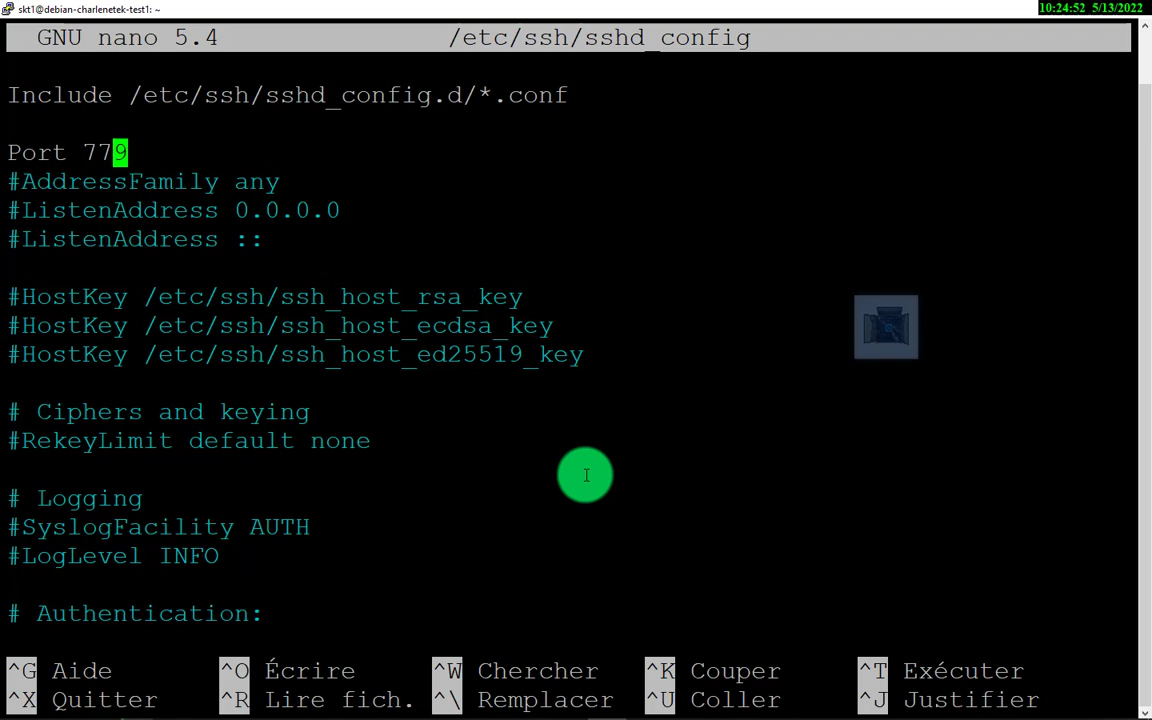 skt1@debian-charlenetek-test1: ~
10:24:52 5/13/2022
GNU nano 5.4 /etc/ssh/sshd_config
Include /etc/ssh/sshd_config.d/*.conf
Port 779
#AddressFamily any
#ListenAddress 0.0.0.0
#ListenAddress ::
#HostKey /etc/ssh/ssh_host_rsa_key
#HostKey /etc/ssh/ssh_host_ecdsa_key
#HostKey /etc/ssh/ssh_host_ed25519_key
# Ciphers and keying
#RekeyLimit default none
# Logging
#SyslogFacility AUTH
#LogLevel INFO
# Authentication:
^G Aide ^O Écrire ^W Chercher ^K Couper ^T Exécuter
^X Quitter ^R Lire fich. ^\ Remplacer ^U Coller ^J Justifier